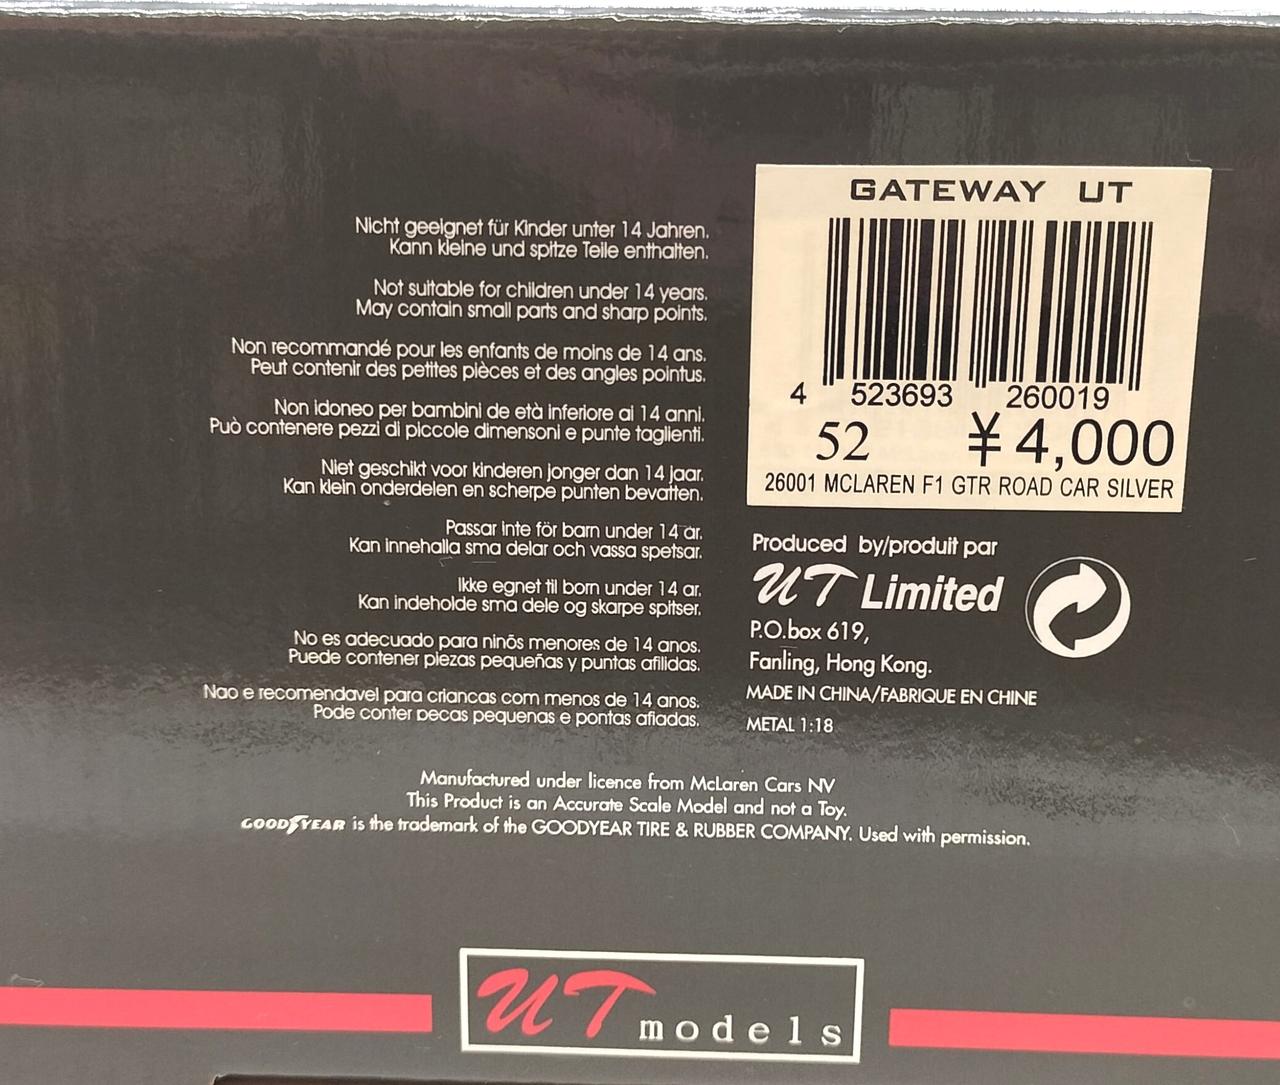 Nicht geeignet für Kinder unter 14 Jahren.
Kann kleine und spitze Teile enthalten.
Not suitable for children under 14 years.
May contain small parts and sharp points.
Non recommandé pour les enfants de moins de 14 ans.
Peut contenir des petites pièces et des angles pointus.
Non idoneo per bambini de età inferiore ai 14 anni.
Può contenere pezzi di piccole dimensoni e punte taglienti.
Niet geschikt voor kinderen jonger dan 14 jaar.
Kan klein onderdelen en scherpe punten bevatten.
Passar inte för barn under 14 ar.
Kan innehalla sma delar och vassa spetsar.
Ikke egnet til born under 14 ar.
Kan indeholde sma dele og skarpe spitser.
No es adecuado para ninõs menores de 14 anos.
Puede contener piezas pequeñas y puntas afilidas.
Nao e recomendavel para criancas com menos de 14 anos.
Pode conter pecas pequenas e pontas afiadas.
GATEWAY UT
4 523693 260019
52 ¥4,000
26001 MCLAREN F1 GTR ROAD CAR SILVER
Produced by/produit par
UT Limited
P.O.box 619,
Fanling, Hong Kong.
MADE IN CHINA/FABRIQUE EN CHINE
METAL 1:18
Manufactured under licence from McLaren Cars NV
This Product is an Accurate Scale Model and not a Toy.
GOODYEAR is the trademark of the GOODYEAR TIRE & RUBBER COMPANY. Used with permission.
UT models